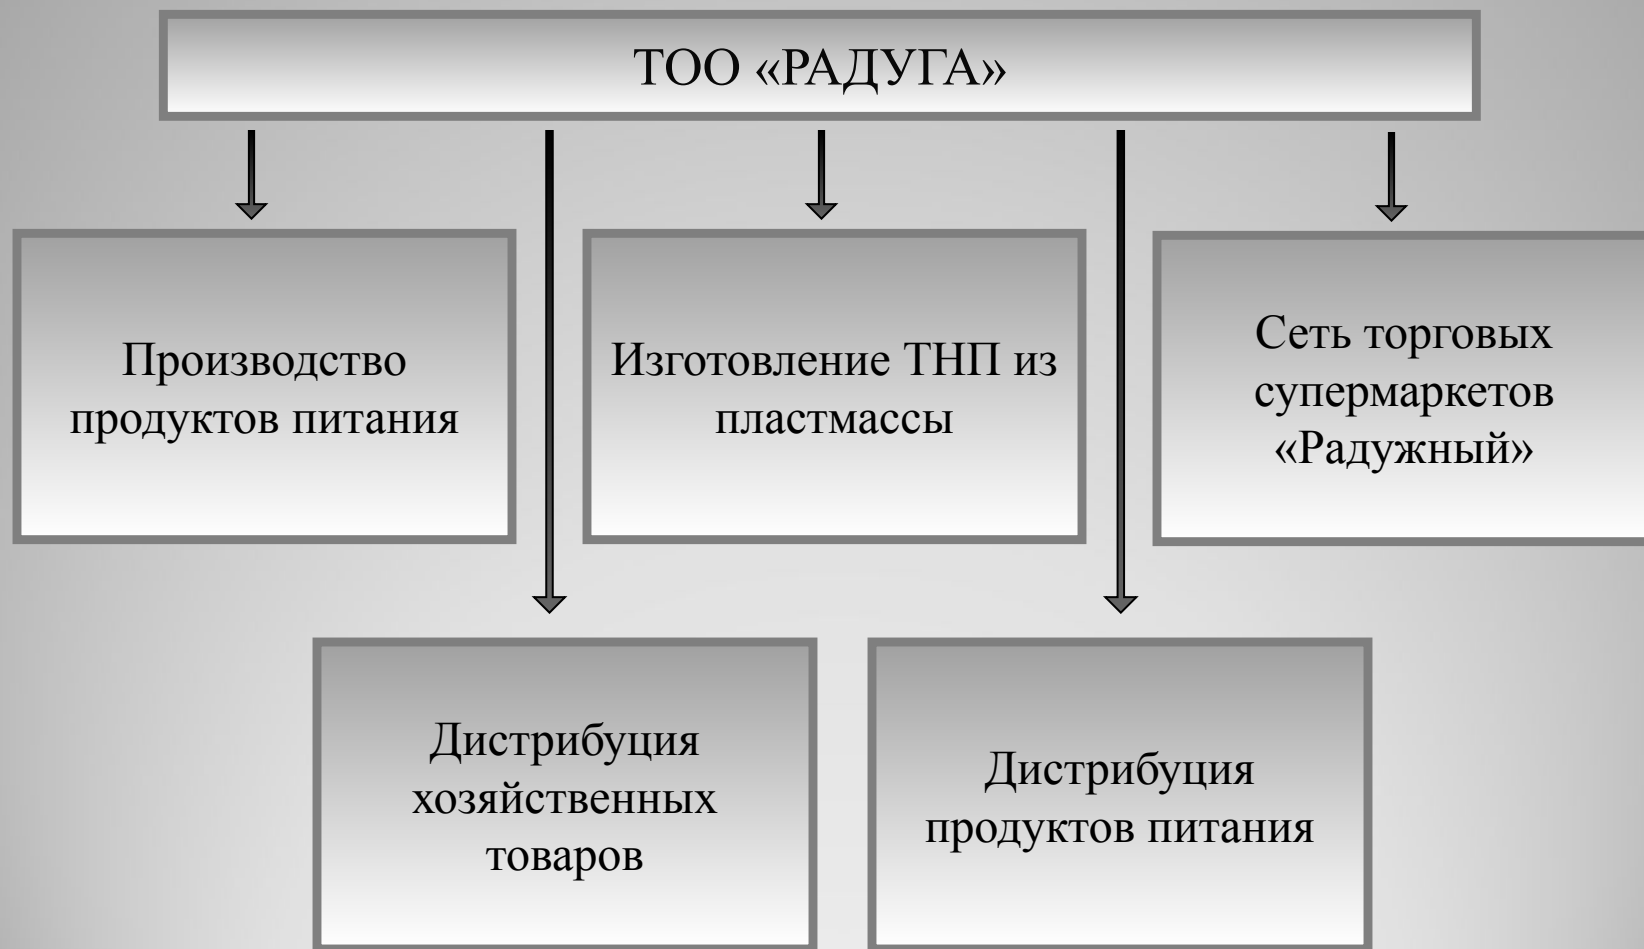 ТОО «РАДУГА»
Производство
продуктов питания
Изготовление ТНП из
пластмассы
Сеть торговых
супермаркетов
«Радужный»
Дистрибуция
хозяйственных
товаров
Дистрибуция
продуктов питания